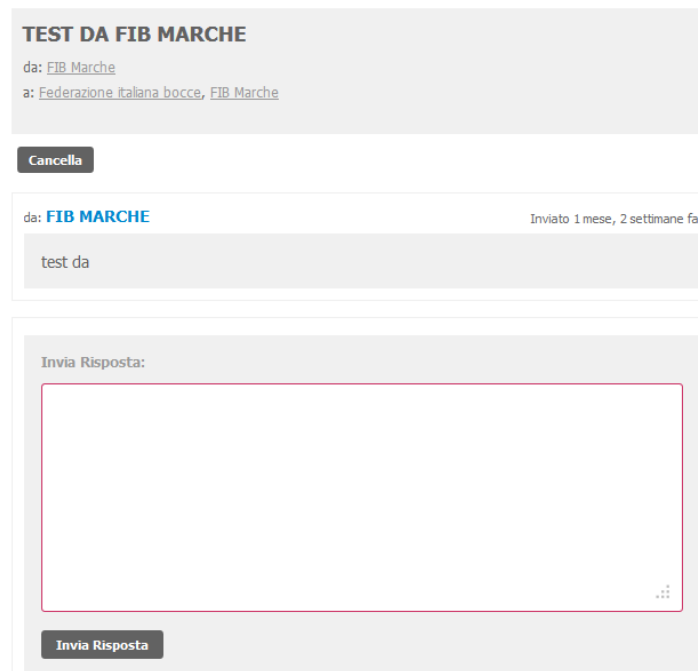 TEST DA FIB MARCHE
da: FIB Marche
a: Federazione italiana bocce, FIB Marche
Cancella
da: FIB MARCHE Inviato 1 mese, 2 settimane fa
test da
Invia Risposta:
Invia Risposta